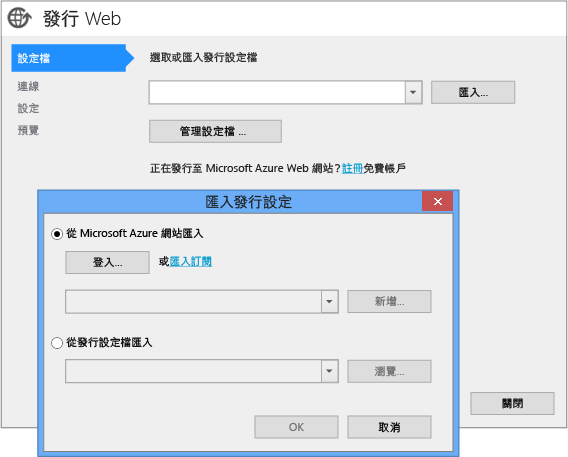 發行 Web
設定檔
選取或匯入發行設定檔
連線
匯入...
設定
預覽
管理設定檔 ...
正在發行至 Microsoft Azure Web 網站？註冊免費帳戶
匯入發行設定
從 Microsoft Azure 網站匯入
登入... 或匯入訂閱
新增...
從發行設定檔匯入
瀏覽...
關閉
OK 取消